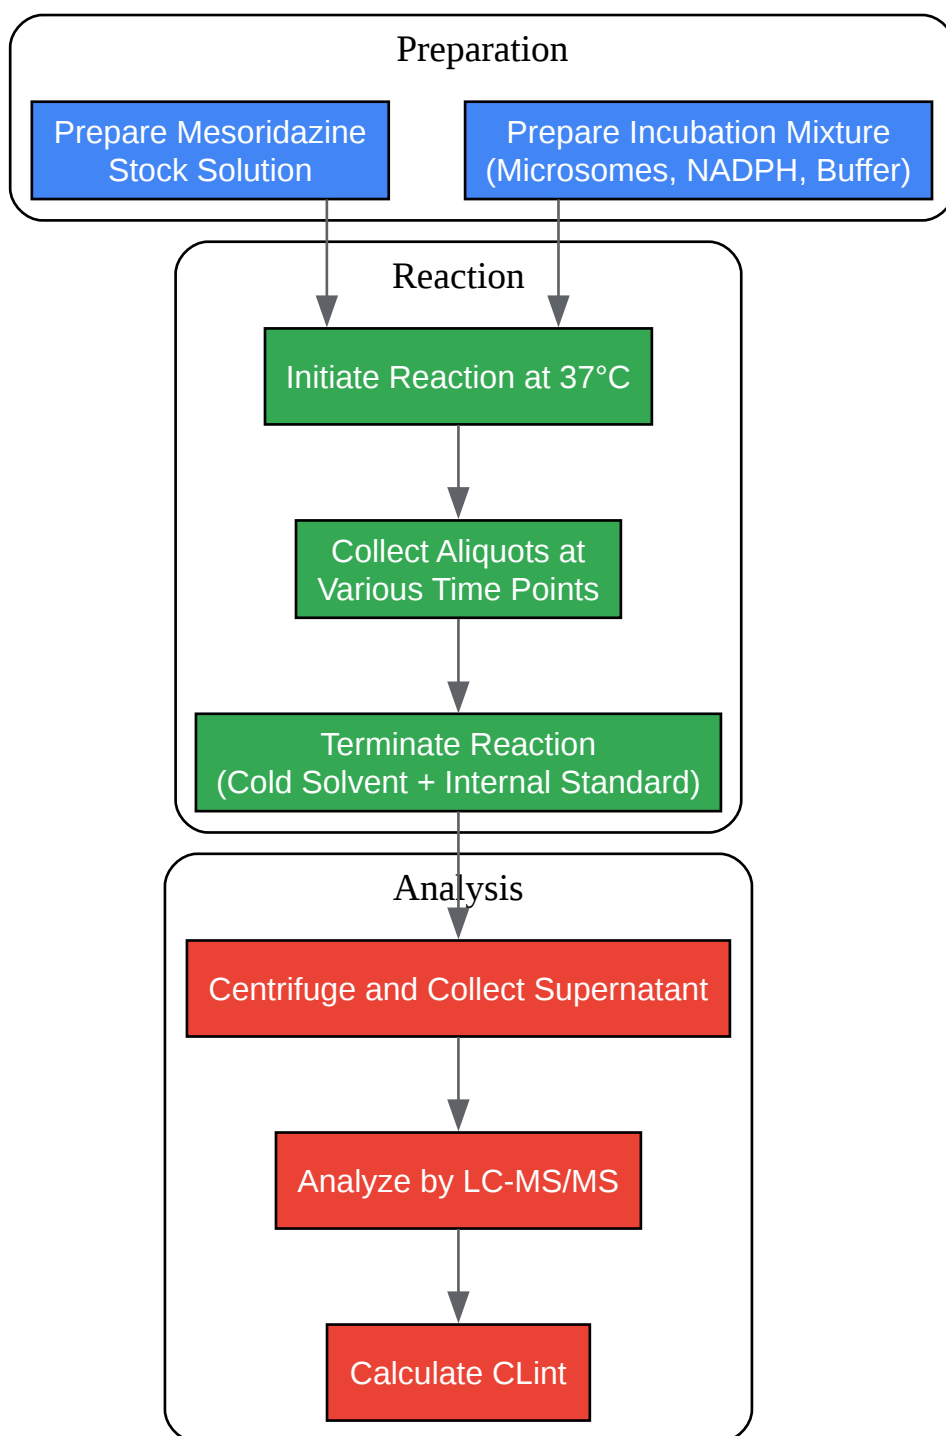 Preparation
Prepare Mesoridazine
Stock Solution
Prepare Incubation Mixture
(Microsomes, NADPH, Buffer)
Reaction
Initiate Reaction at 37°C
Collect Aliquots at
Various Time Points
Terminate Reaction
(Cold Solvent + Internal Standard)
Analysis
Centrifuge and Collect Supernatant
Analyze by LC-MS/MS
Calculate CLint